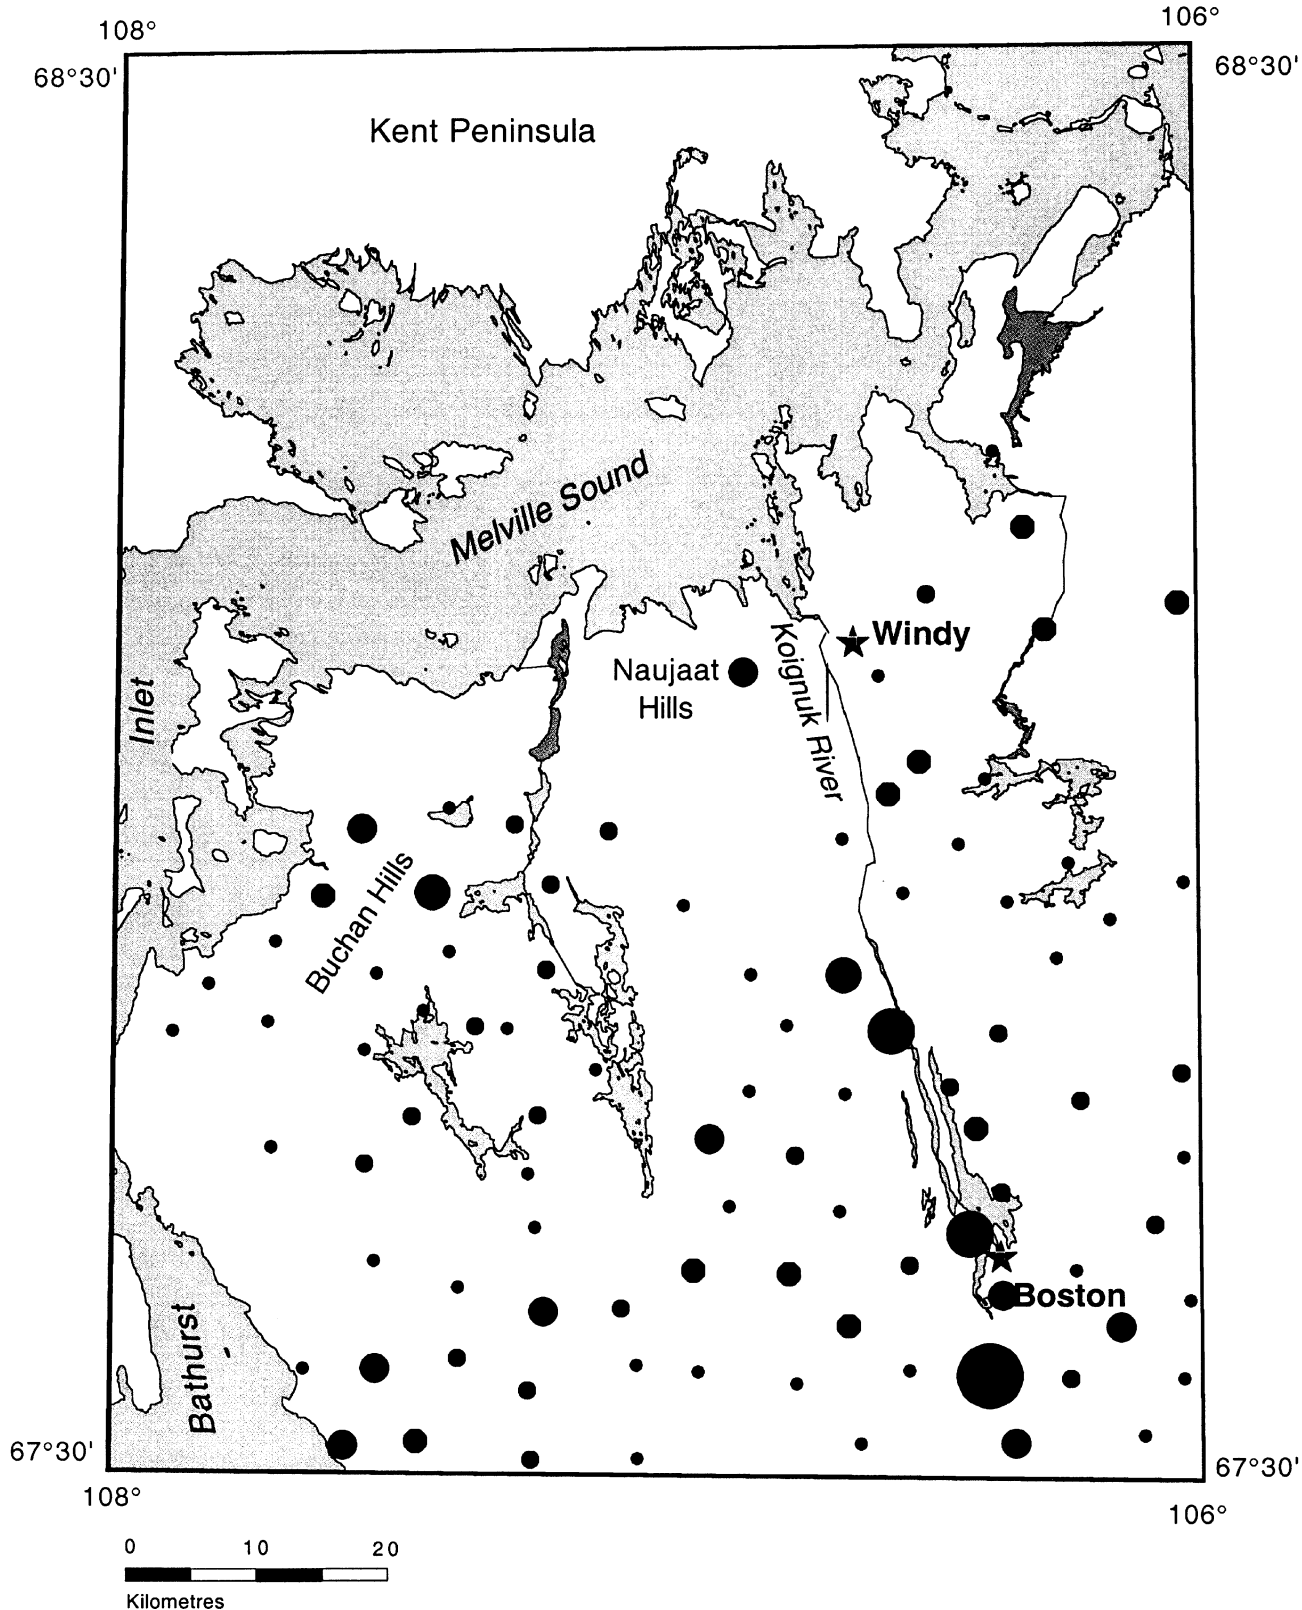 108°
106°
68°30'
68°30'
Kent Peninsula
Melville Sound
Windy
Koignuk River
Naujaat
Hills
Inlet
Buchan Hills
Boston
Bathurst
67°30'
67°30'
108°
106°
0 10 20
Kilometres